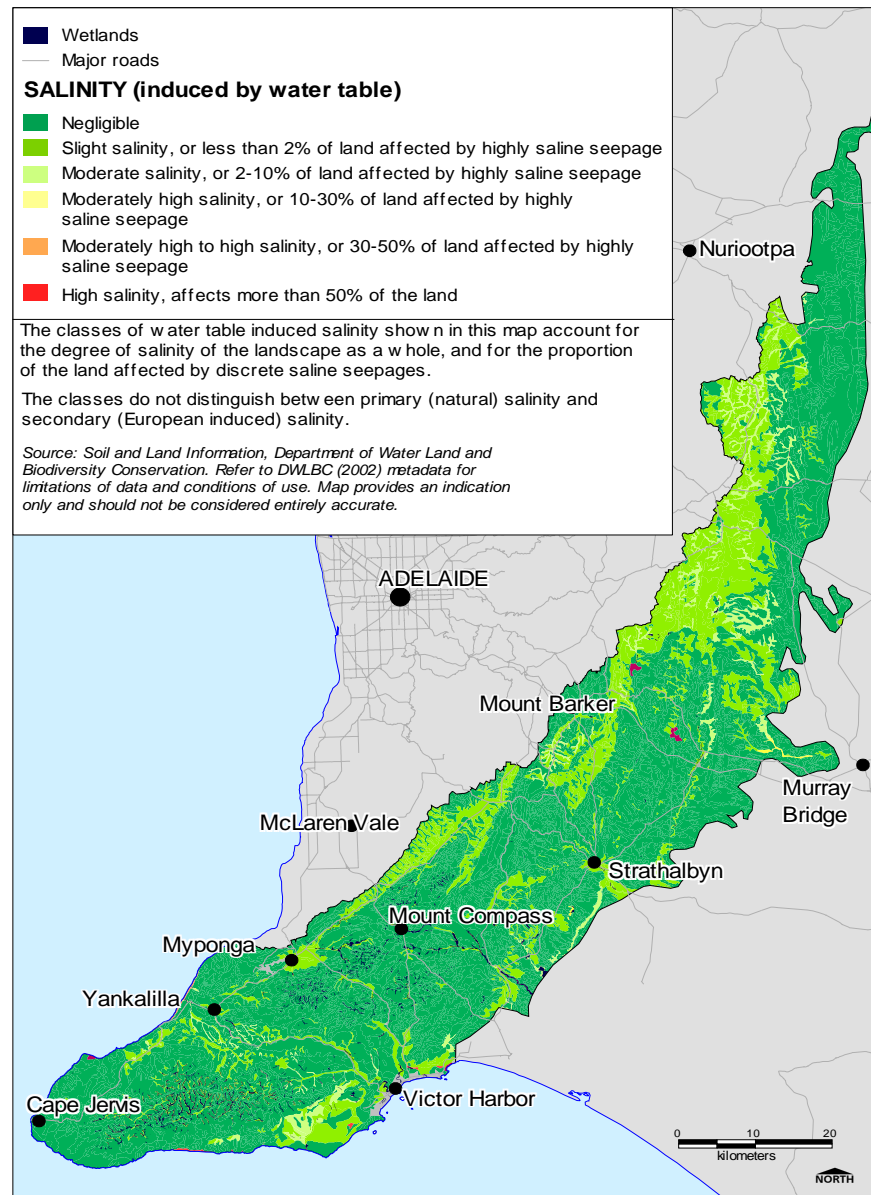 Wetlands
Major roads
SALINITY (induced by water table)
Negligible
Slight salinity, or less than 2% of land affected by highly saline seepage
Moderate salinity, or 2-10% of land affected by highly saline seepage
Moderately high salinity, or 10-30% of land affected by highly
saline seepage
Moderately high to high salinity, or 30-50% of land affected by highly
saline seepage
High salinity, affects more than 50% of the land
The classes of water table induced salinity shown in this map account for
the degree of salinity of the landscape as a whole, and for the proportion
of the land affected by discrete saline seepages.
The classes do not distinguish between primary (natural) salinity and
secondary (European induced) salinity.
Source: Soil and Land Information, Department of Water Land and
Biodiversity Conservation. Refer to DWLBC (2002) metadata for
limitations of data and conditions of use. Map provides an indication
only and should not be considered entirely accurate.
Nuriootpa
ADELAIDE
Mount Barker
Murray
Bridge
McLaren Vale
Strathalbyn
Mount Compass
Myponga
Yankalilla
Victor Harbor
Cape Jervis
0 10 20
kilometers
NORTH